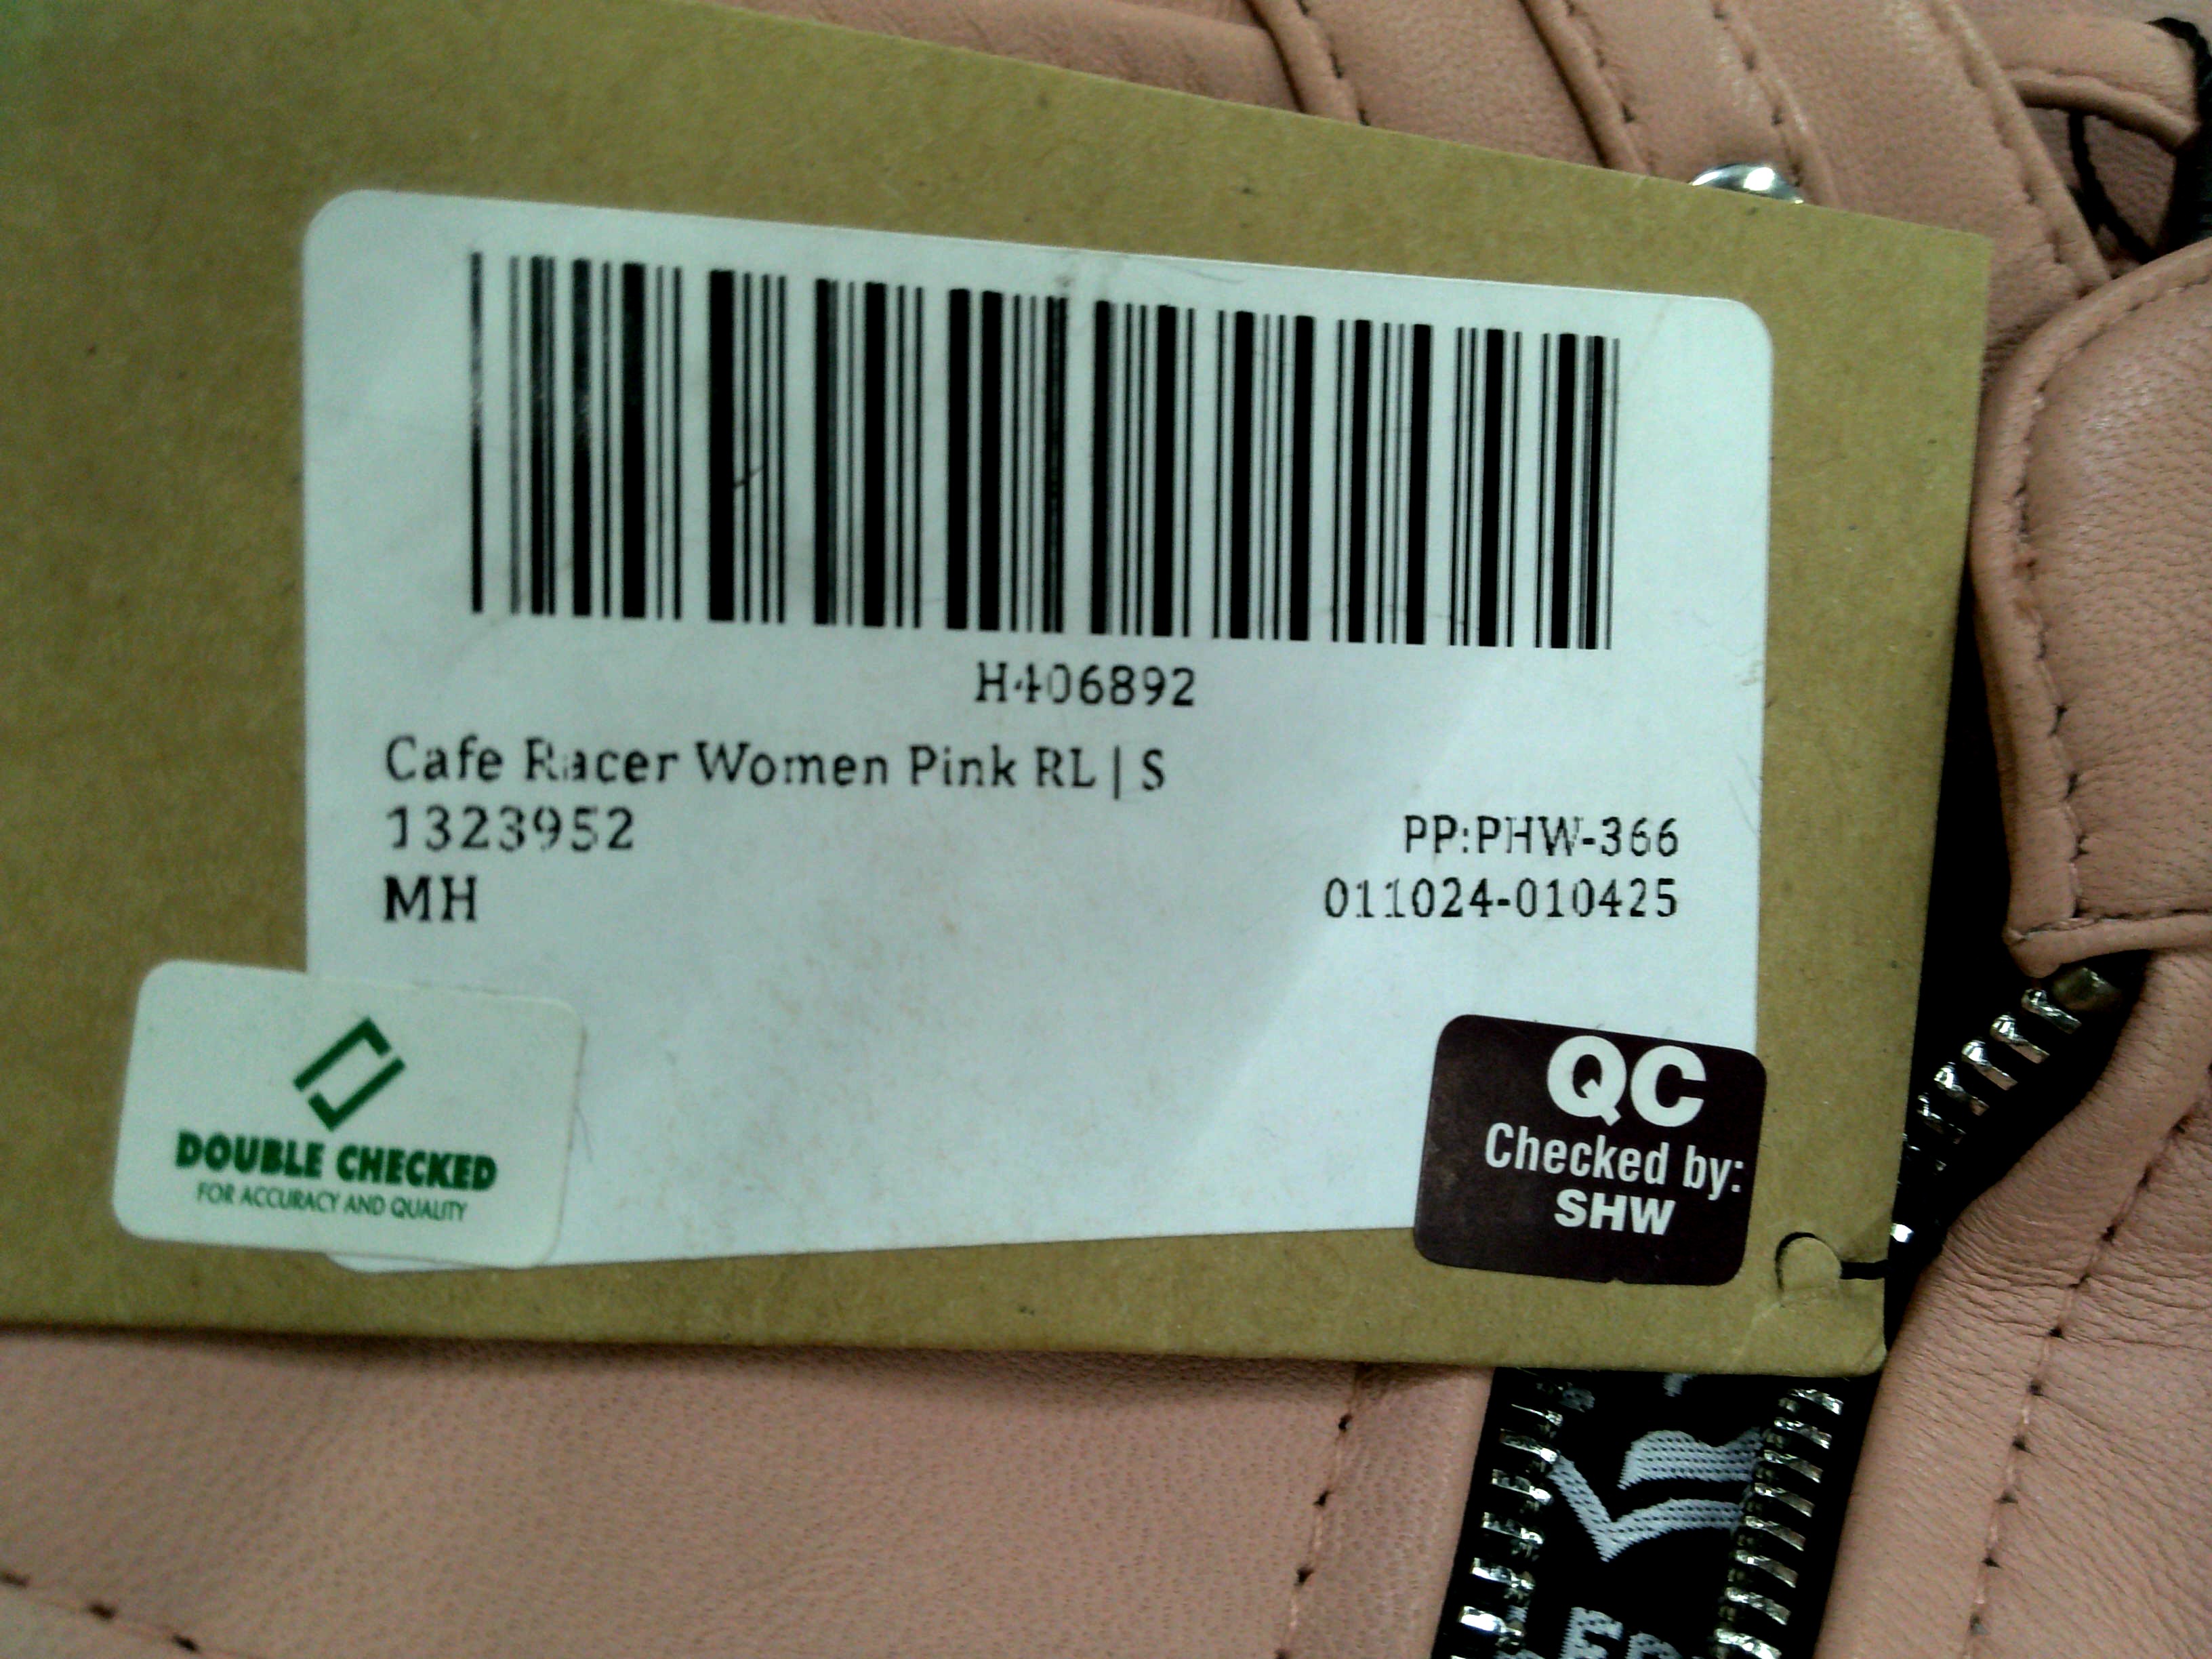 H406892
Cafe Racer Women Pink RL | S
1323952
PP:PHW-366
MH
011024-010425
DOUBLE CHECKED
FOR ACCURACY AND QUALITY
QC
Checked by:
SHW